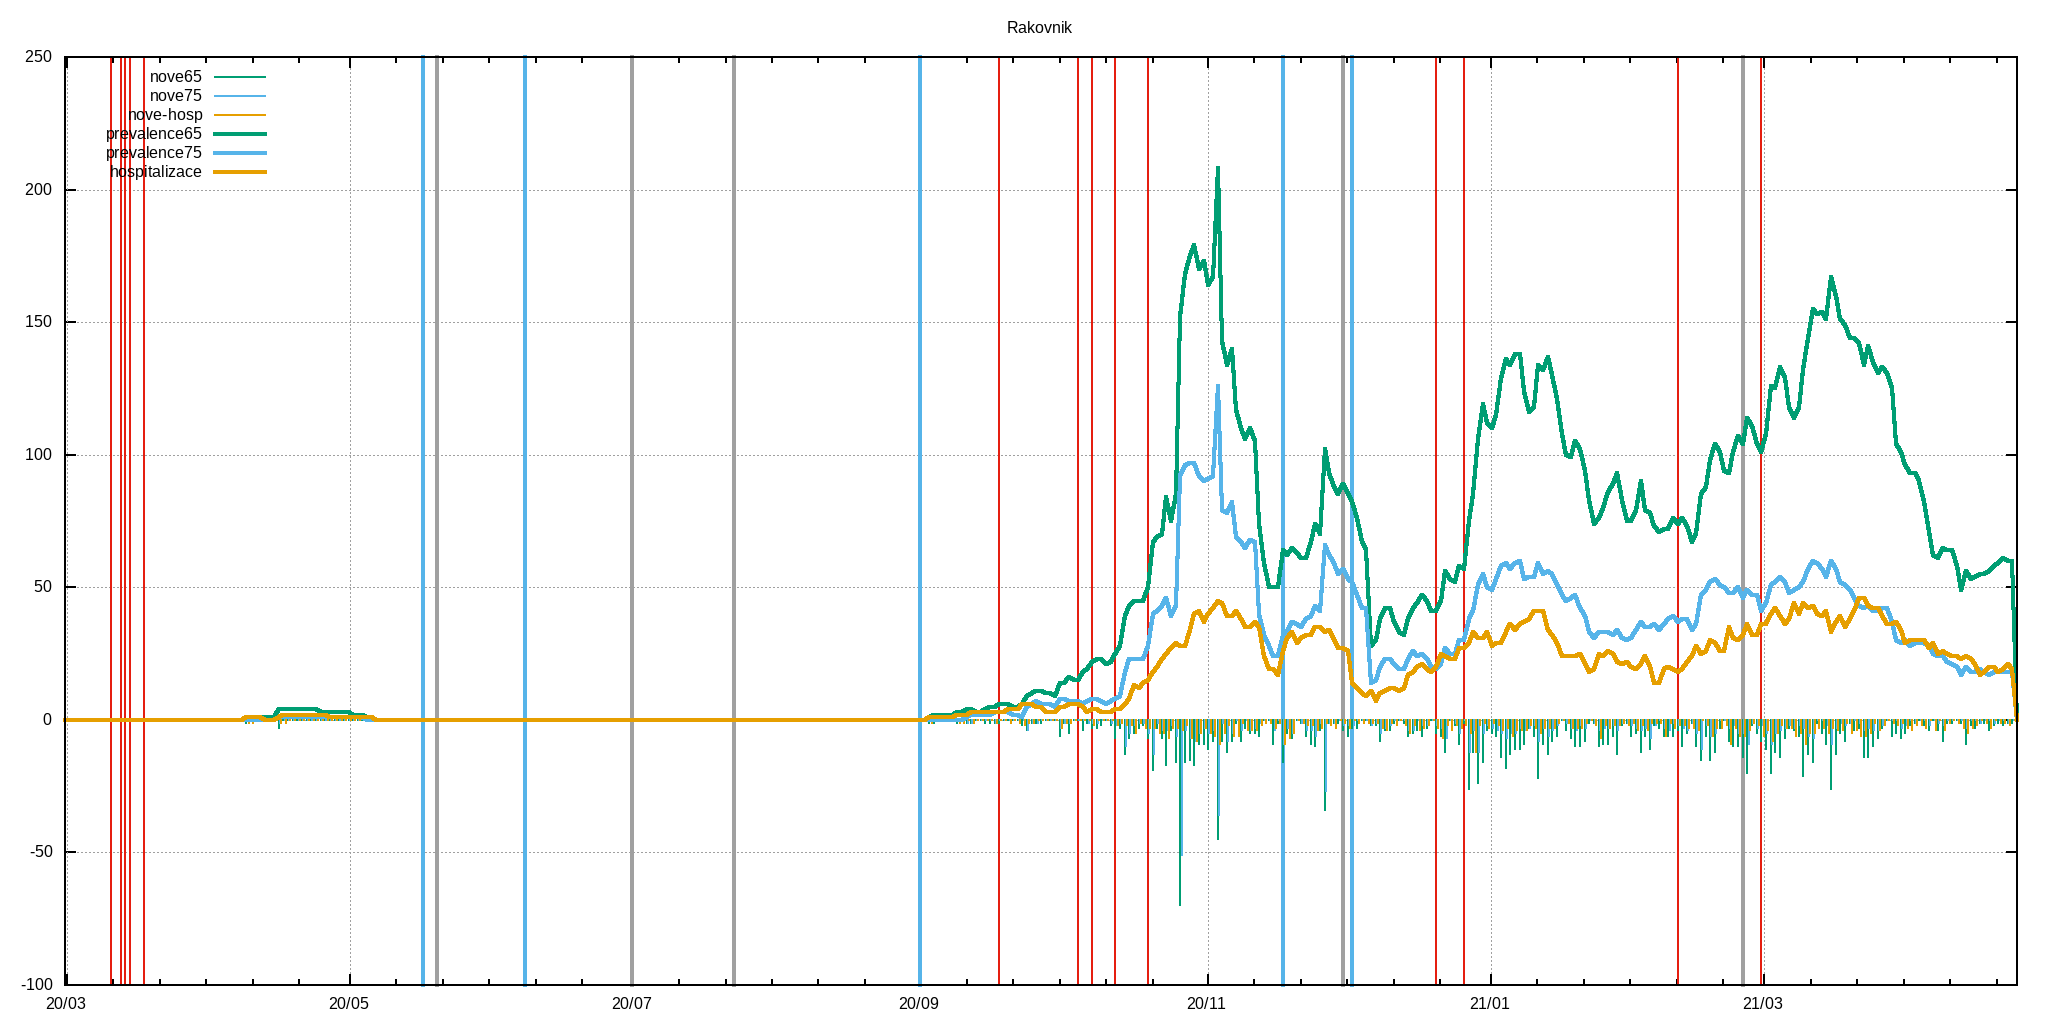 Rakovnik
250
200
150
100
50
0
-50
-100
nove65
nove75
nove-hosp
prevalence65
prevalence75
hospitalizace
20/03 20/05 20/07 20/09 20/11 21/01 21/03